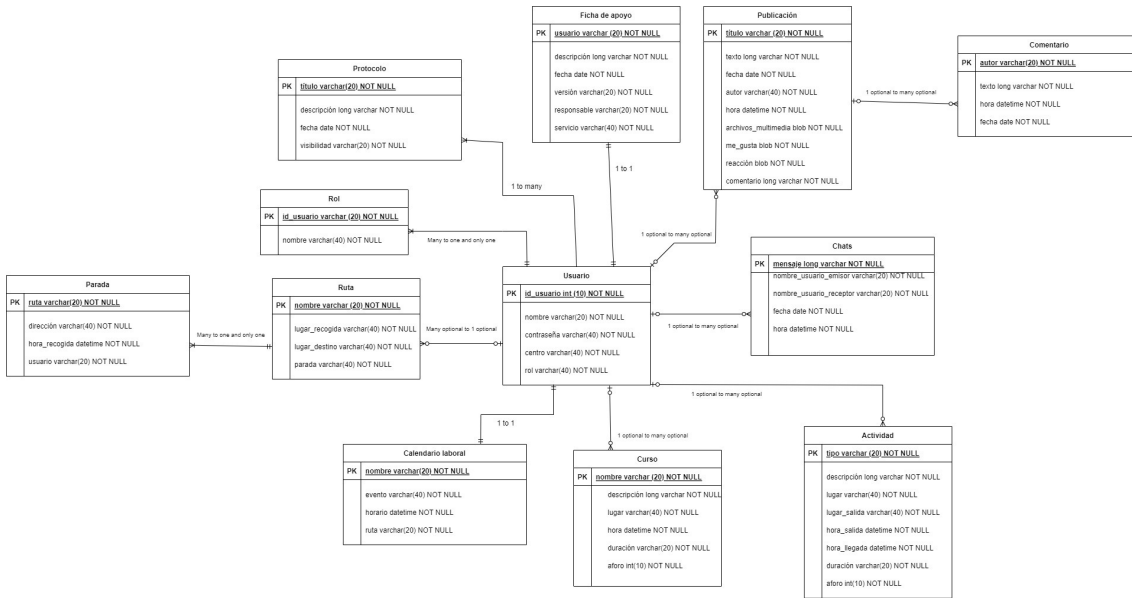 Ficha de apoyo
PK usuario varchar (20) NOT NULL
descripción long varchar NOT NULL
fecha date NOT NULL
versión varchar(20) NOT NULL
responsable varchar(20) NOT NULL
servicio varchar(40) NOT NULL
Publicación
PK título varchar (20) NOT NULL
texto long varchar NOT NULL
fecha date NOT NULL
autor varchar(40) NOT NULL
hora datetime NOT NULL
archivos_multimedia blob NOT NULL
me_gusta blob NOT NULL
reacción blob NOT NULL
comentario long varchar NOT NULL
Comentario
PK autor varchar(20) NOT NULL
texto long varchar NOT NULL
hora datetime NOT NULL
fecha date NOT NULL
1 optional to many optional
Protocolo
PK título varchar(20) NOT NULL
descripción long varchar NOT NULL
fecha date NOT NULL
visibilidad varchar(20) NOT NULL
1 to many
1 to 1
1 optional to many optional
Rol
PK id_usuario varchar (20) NOT NULL
nombre varchar(40) NOT NULL
Many to one and only one
Chats
PK mensaje long varchar NOT NULL
nombre_usuario_emisor varchar(20) NOT NULL
nombre_usuario_receptor varchar(20) NOT NULL
fecha date NOT NULL
hora datetime NOT NULL
1 optional to many optional
Usuario
PK id_usuario int (10) NOT NULL
nombre varchar(20) NOT NULL
contraseña varchar(40) NOT NULL
centro varchar(40) NOT NULL
rol varchar(40) NOT NULL
Parada
PK ruta varchar(20) NOT NULL
dirección varchar(40) NOT NULL
hora_recogida datetime NOT NULL
usuario varchar(20) NOT NULL
Many to one and only one
Ruta
PK nombre varchar (20) NOT NULL
lugar_recogida varchar(40) NOT NULL
lugar_destino varchar(40) NOT NULL
parada varchar(40) NOT NULL
Many optional to 1 optional
1 optional to many optional
1 to 1
1 optional to many optional
Calendario laboral
PK nombre varchar(20) NOT NULL
evento varchar(40) NOT NULL
horario datetime NOT NULL
ruta varchar(20) NOT NULL
Curso
PK nombre varchar (20) NOT NULL
descripción long varchar NOT NULL
lugar varchar(40) NOT NULL
hora datetime NOT NULL
duración varchar(20) NOT NULL
aforo int(10) NOT NULL
Actividad
PK tipo varchar (20) NOT NULL
descripción long varchar NOT NULL
lugar varchar(40) NOT NULL
lugar_salida varchar(40) NOT NULL
hora_salida datetime NOT NULL
hora_llegada datetime NOT NULL
duración varchar(20) NOT NULL
aforo int(10) NOT NULL